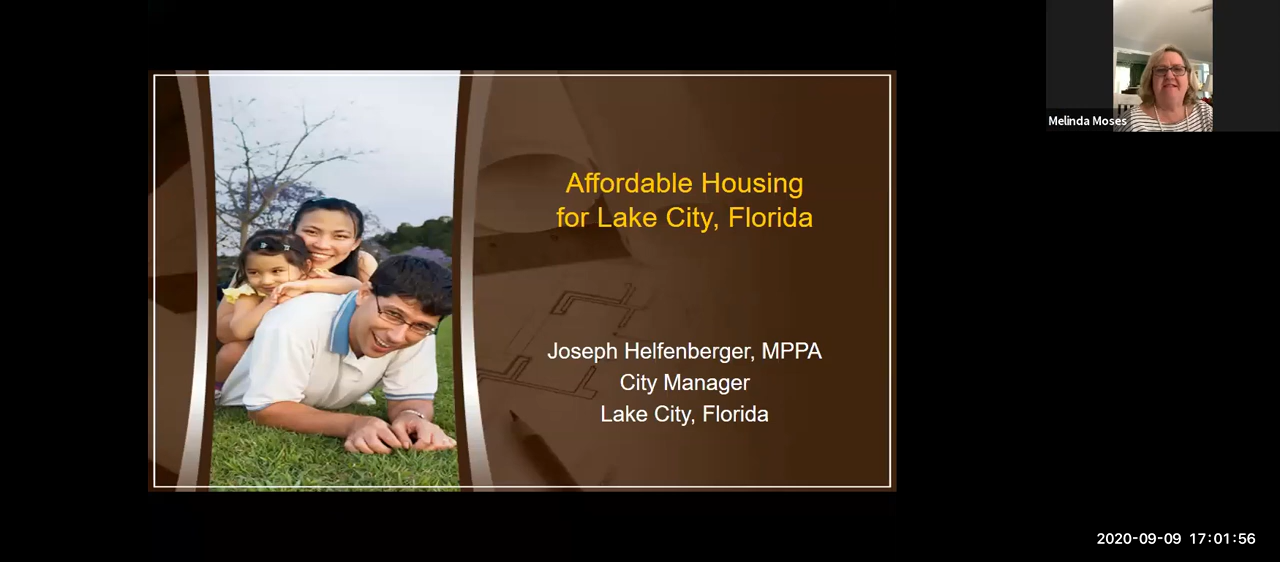 Affordable Housing
for Lake City, Florida
Joseph Helfenberger, MPPA
City Manager
Lake City, Florida
Melinda Moses
2020-09-09 17:01:56